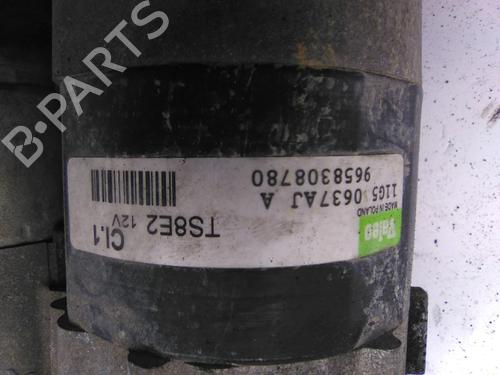 Valeo
MADE IN POLAND
11G5 0637AJ A
9658308780
TS8E2 12V
Cl.1
B-PARTS